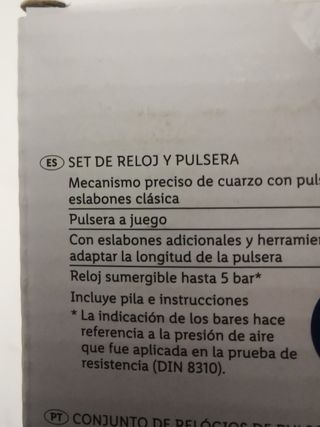 ES SET DE RELOJ Y PULSERA
Mecanismo preciso de cuarzo con
eslabones clásica
Pulsera a juego
Con eslabones adicionales y
adaptar la longitud de la pulsera
Reloj sumergible hasta 5 bar*
Incluye pila e instrucciones
* La indicación de los bares hace
referencia a la presión de aire
que fue aplicada en la prueba de
resistencia (DIN 8310).
PT CONJUNTO DE RELÓGIOS DE